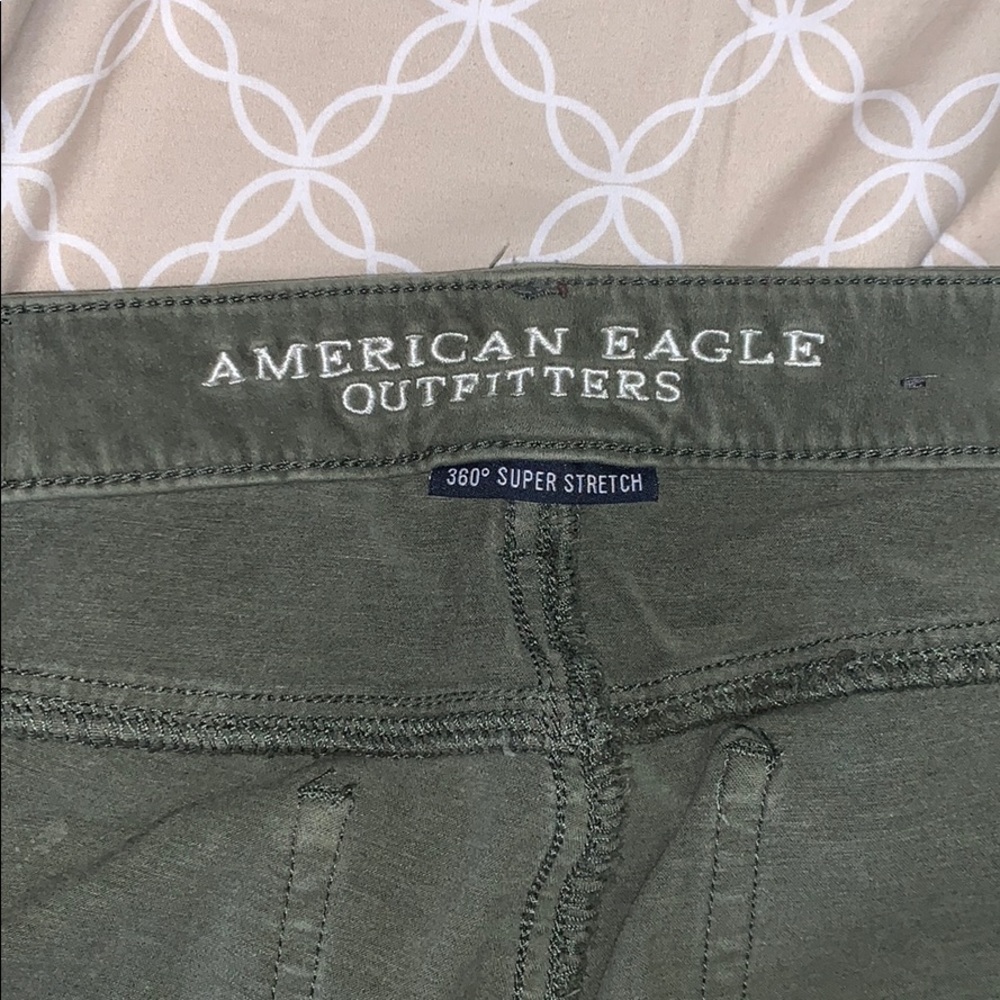 AMERICAN EAGLE
OUTFITTERS
360° SUPER STRETCH